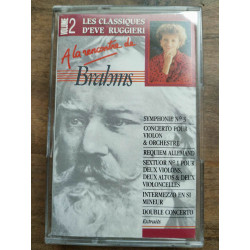 2
LES CLASSIQUES
D'EVE RUGGIERI
A la rencontre de
Brahms
SYMPHONIE N° 3
CONCERTO POUR
VIOLON
& ORCHESTRE
REQUIEM ALLEMAND
SEXTUOR N° 1 POUR
DEUX VIOLONS,
DEUX ALTOS & DEUX
VIOLONCELLES
INTERMEZZO EN SI
MINEUR
DOUBLE CONCERTO
Extraits